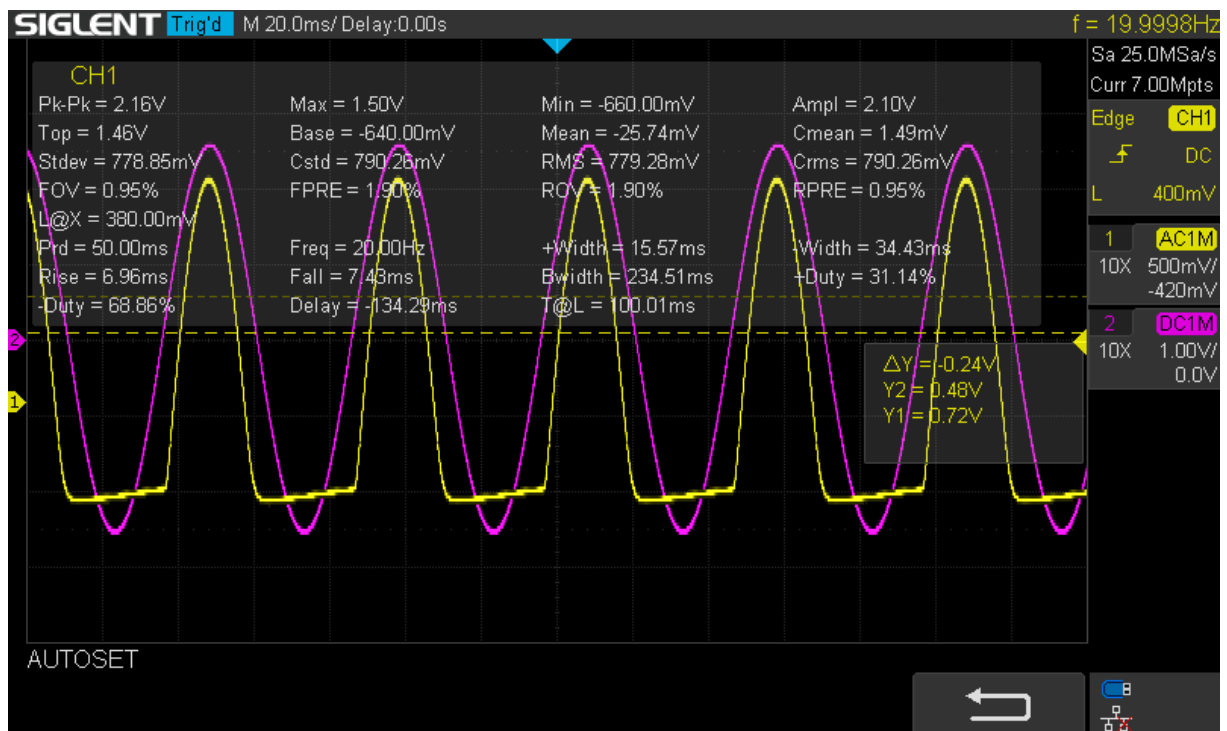 SIGLENT Trig'd M 20.0ms/ Delay:0.00s f = 19.9998Hz
Sa 25.0MSa/s
Curr 7.00Mpts
Edge CH1
DC
L 400mV
1 AC1M
10X 500mV/
-420mV
2 DC1M
10X 1.00V/
0.0V
CH1
Pk-Pk = 2.16V Max = 1.50V Min = -660.00mV Ampl = 2.10V
Top = 1.46V Base = -640.00mV Mean = -25.74mV Cmean = 1.49mV
Stdev = 778.85mV Cstd = 790.26mV RMS = 779.28mV Crms = 790.26mV
FOV = 0.95% FPRE = 1.90% ROV = 1.90% RPRE = 0.95%
L@X = 380.00mV
Prd = 50.00ms Freq = 20.00Hz +Width = 15.57ms -Width = 34.43ms
Rise = 6.96ms Fall = 7.43ms Bwidth = 234.51ms +Duty = 31.14%
-Duty = 68.86% Delay = -134.29ms T@L = 100.01ms
2
1
ΔY = -0.24V
Y2 = 0.48V
Y1 = 0.72V
AUTOSET